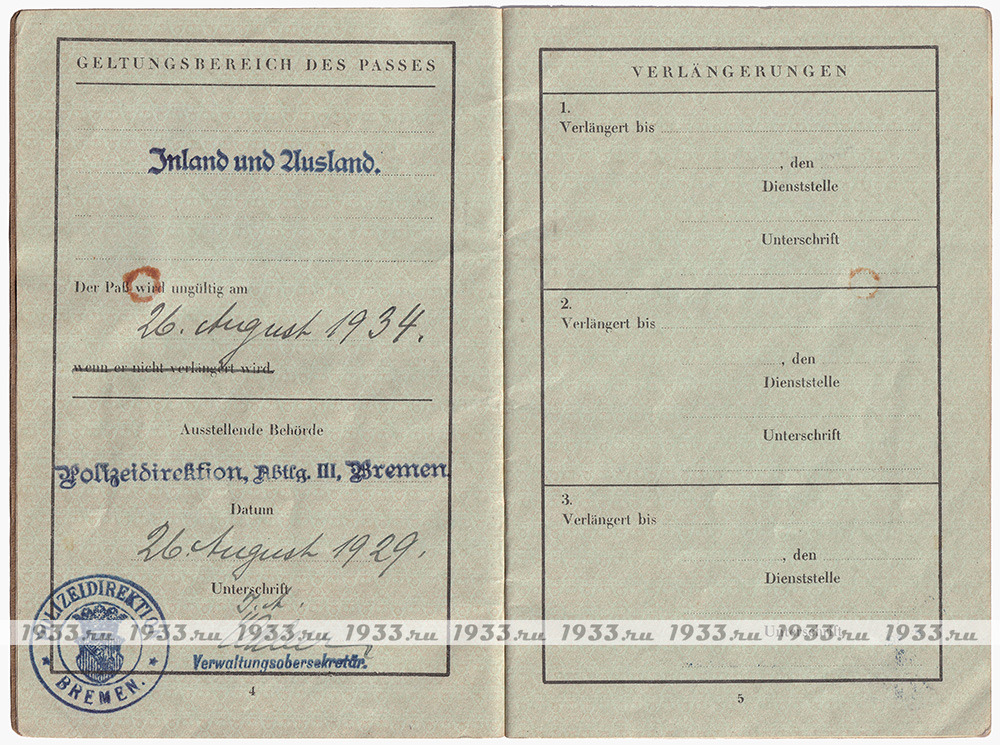 GELTUNGSBEREICH DES PASSES
Inland und Ausland.
Der Paß wird ungültig am
26. August 1934.
wenn er nicht verlängert wird.
Ausstellende Behörde
Polizeidirektion, Abtlg. III, Bremen.
Datum
26. August 1929.
Unterschrift
J. A.
Verwaltungsobersekretär.
POLIZEIDIREKTION
BREMEN.
4
VERLÄNGERUNGEN
1.
Verlängert bis
, den
Dienststelle
Unterschrift
2.
Verlängert bis
, den
Dienststelle
Unterschrift
3.
Verlängert bis
, den
Dienststelle
Unterschrift
5
1933.ru 1933.ru 1933.ru 1933.ru 1933.ru 1933.ru 1933.ru 1933.ru 1933.ru